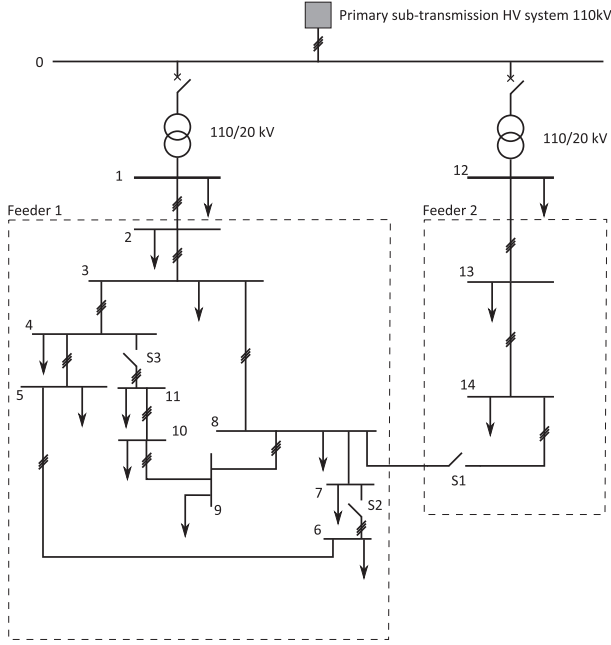 Primary sub-transmission HV system 110kV
0
110/20 kV
110/20 kV
1
12
Feeder 1
Feeder 2
2
3
13
4
S3
5
11
14
10
8
S1
7
S2
9
6